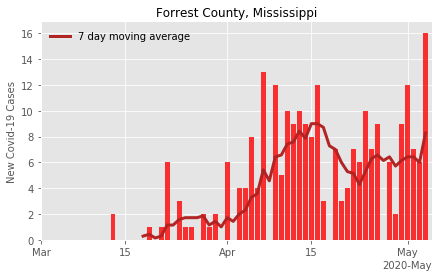 Forrest County, Mississippi
7 day moving average
New Covid-19 Cases
16
14
12
10
8
6
4
2
0
Mar 15 Apr 15 May
2020-May